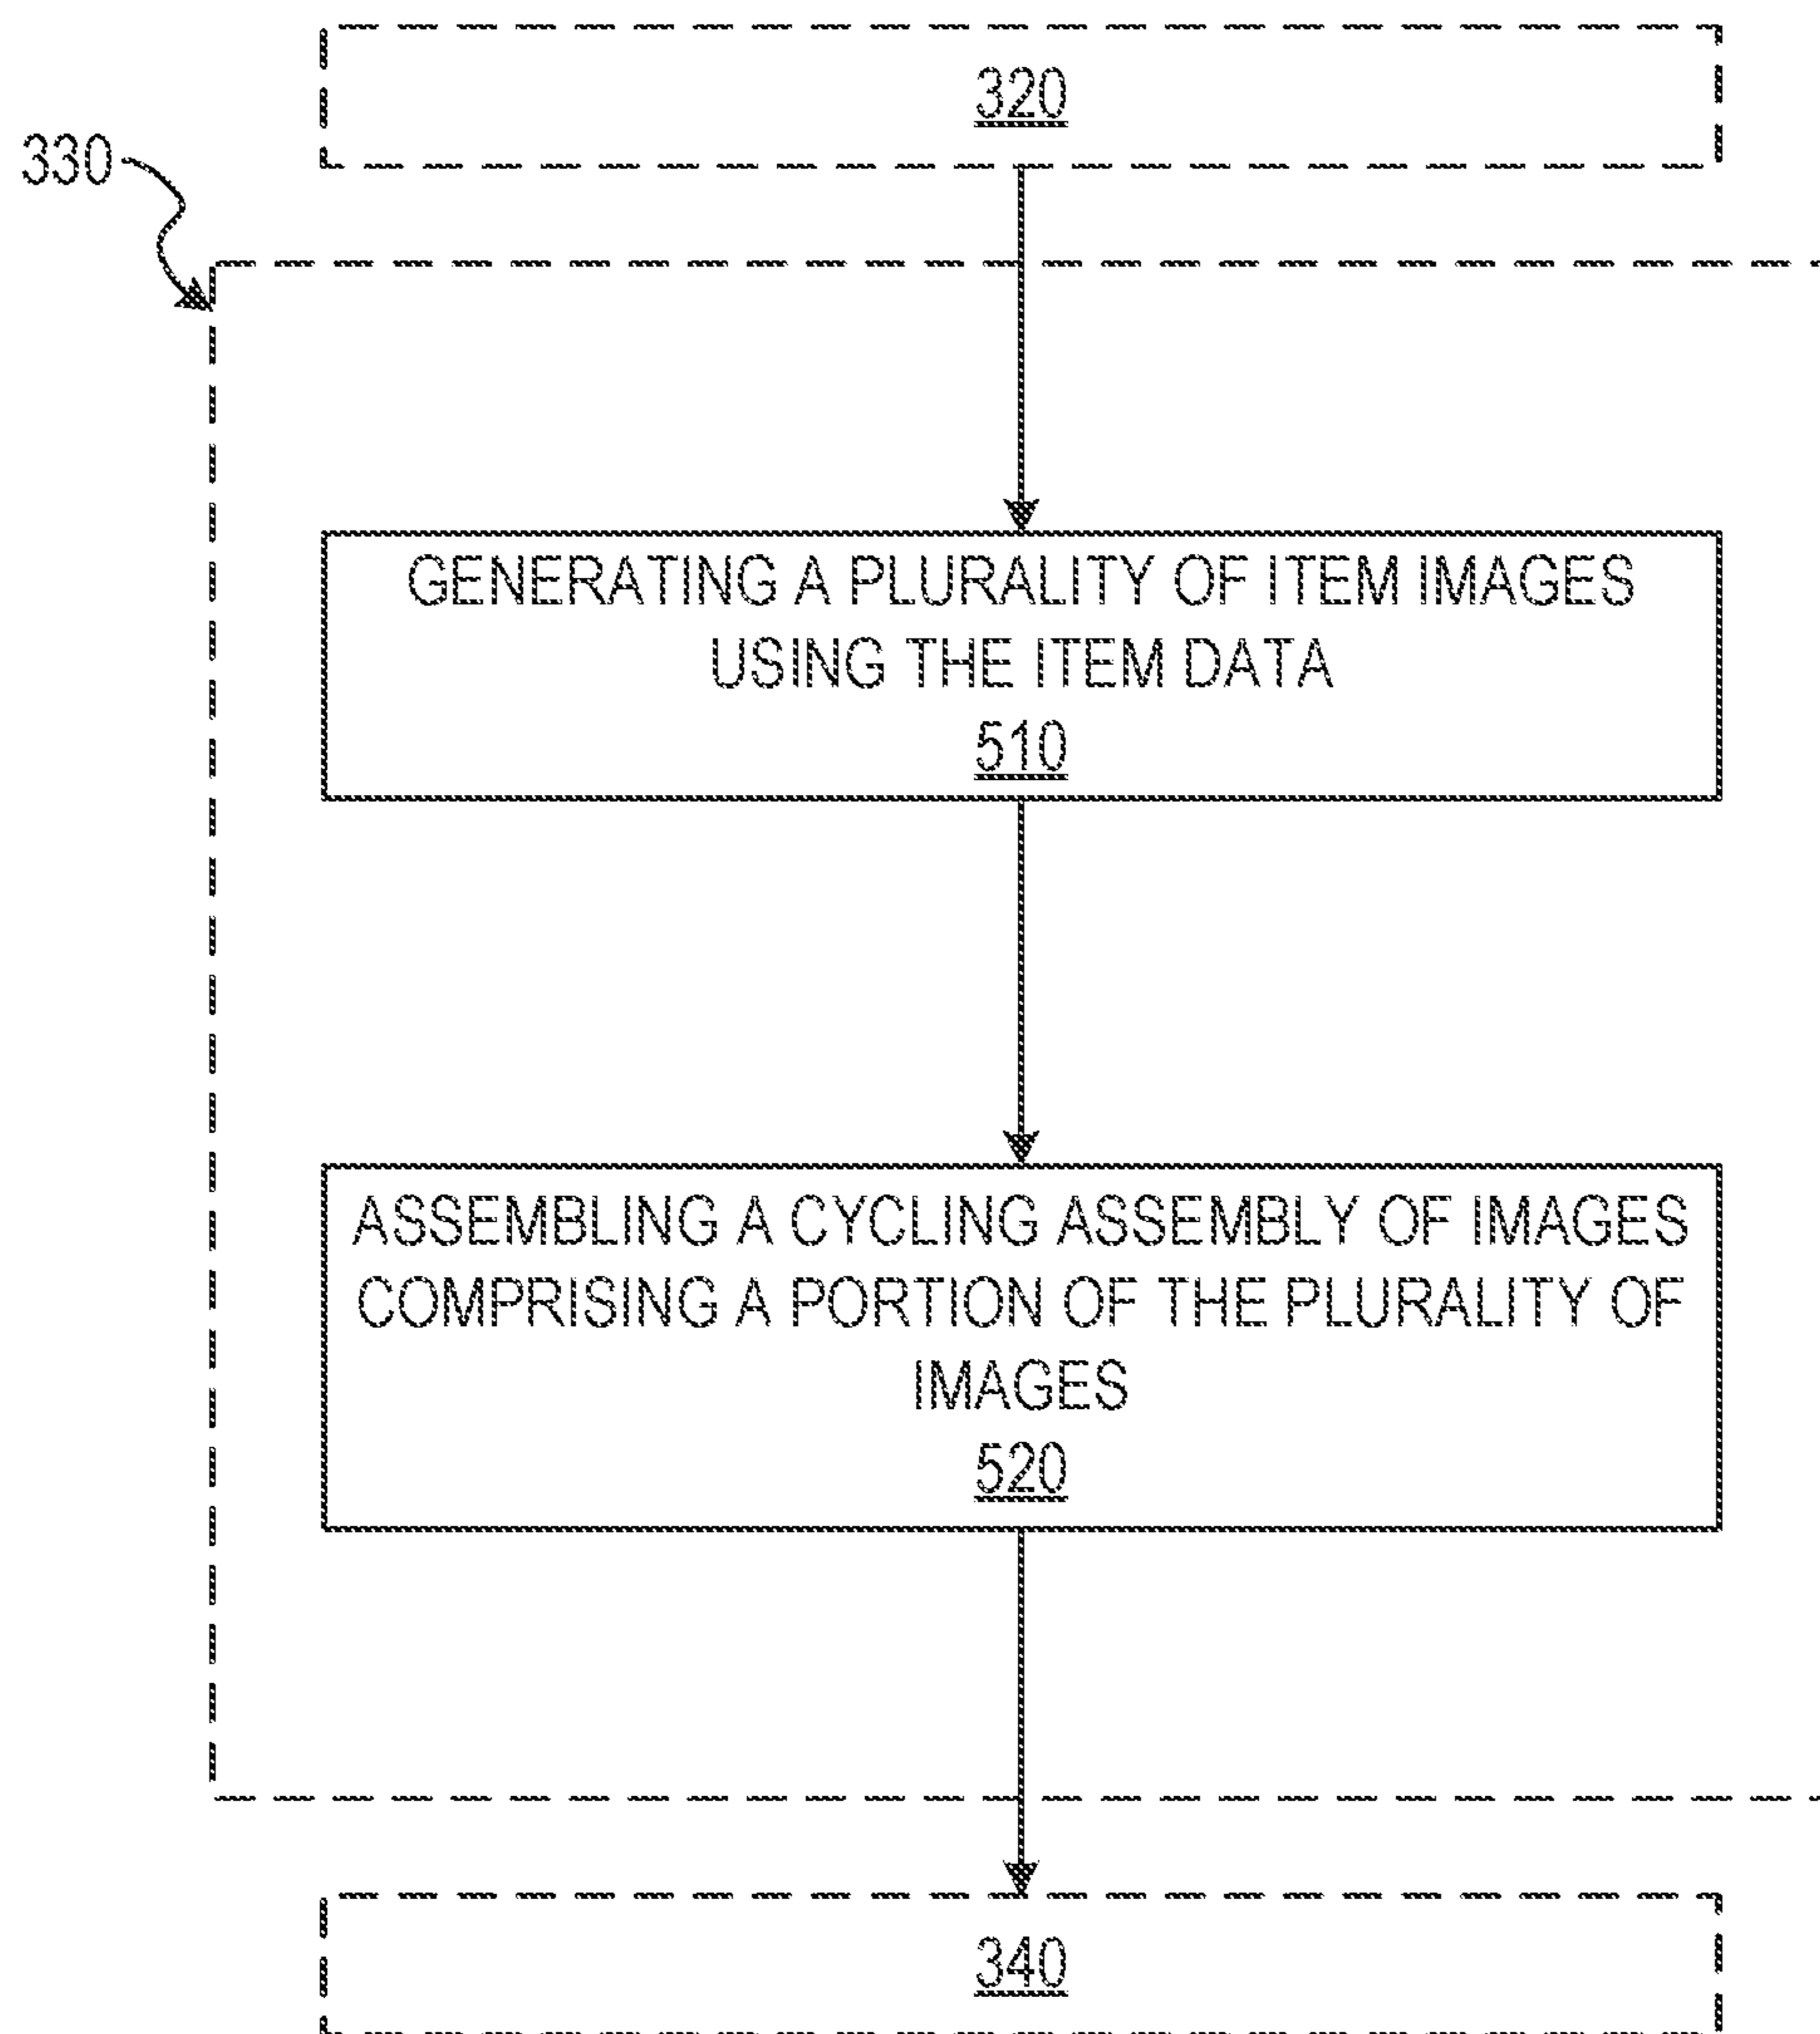 320
330
GENERATING A PLURALITY OF ITEM IMAGES
USING THE ITEM DATA
510
ASSEMBLING A CYCLING ASSEMBLY OF IMAGES
COMPRISING A PORTION OF THE PLURALITY OF
IMAGES
520
340